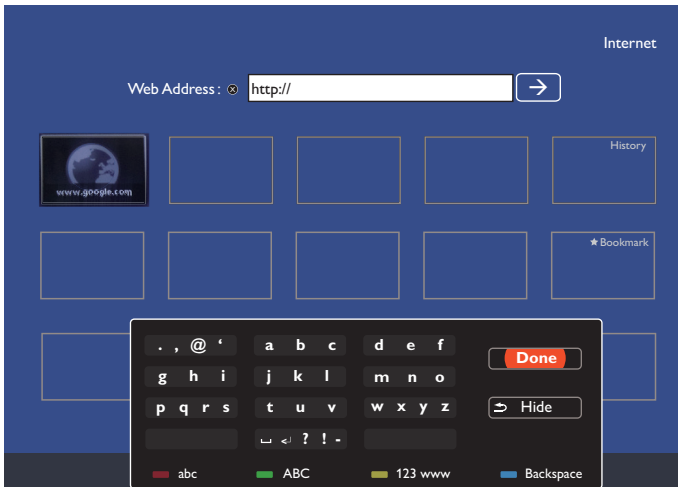 Internet
Web Address : http:// →
www.google.com
History
★ Bookmark
. , @ ‘ a b c d e f
Done
g h i j k l m n o
p q r s t u v w x y z
Hide
␣ ↲ ? ! -
abc ABC 123 www Backspace